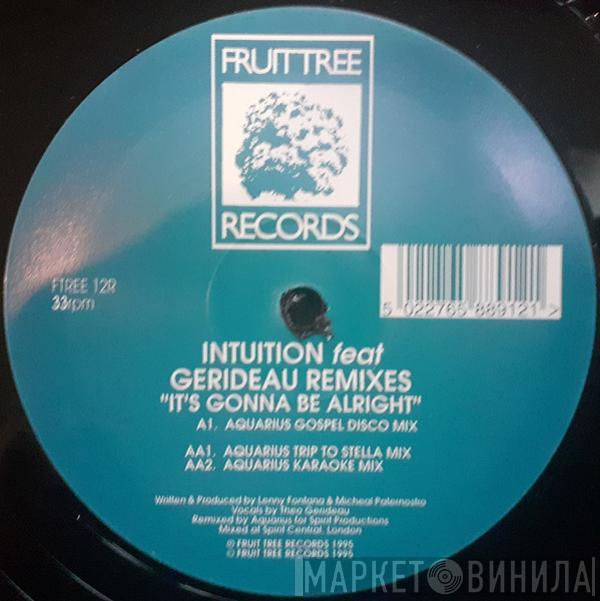 FRUITTREE
RECORDS
FTREE 12R
33rpm
5 022765 889121 >
INTUITION feat
GERIDEAU REMIXES
"IT'S GONNA BE ALRIGHT"
A1. AQUARIUS GOSPEL DISCO MIX
AA1. AQUARIUS TRIP TO STELLA MIX
AA2. AQUARIUS KARAOKE MIX
Written & Produced by Lenny Fontana & Micheal Paternostro
Vocals by Theo Gerideau
Remixed by Aquarius for Spirit Productions
Mixed at Spirit Central, London
℗ FRUIT TREE RECORDS 1995
© FRUIT TREE RECORDS 1995
МАРКЕТ ВИНИЛА